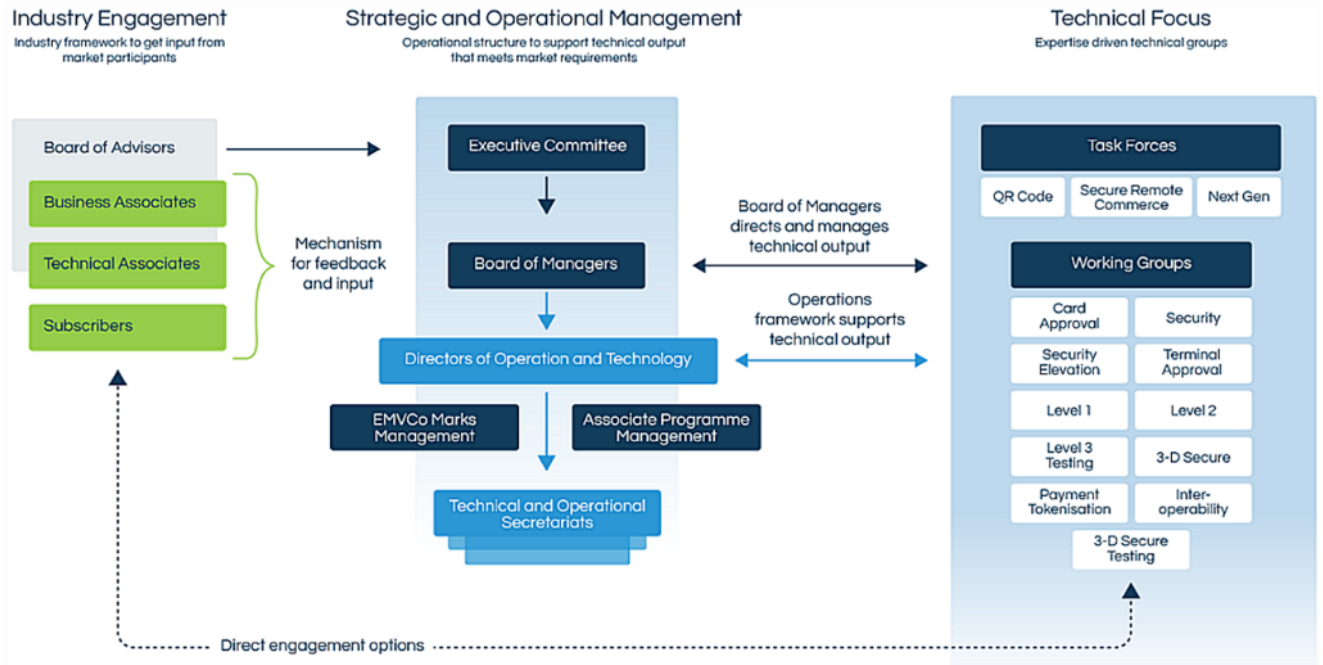 Industry Engagement
Industry framework to get input from
market participants
Board of Advisors
Business Associates
Technical Associates
Subscribers
Mechanism
for feedback
and input
Strategic and Operational Management
Operational structure to support technical output
that meets market requirements
Executive Committee
Board of Managers
Directors of Operation and Technology
EMVCo Marks
Management
Associate Programme
Management
Technical and Operational
Secretariats
Board of Managers
directs and manages
technical output
Operations
framework supports
technical output
Technical Focus
Expertise driven technical groups
Task Forces
QR Code
Secure Remote
Commerce
Next Gen
Working Groups
Card
Approval
Security
Security
Elevation
Terminal
Approval
Level 1
Level 2
Level 3
Testing
3-D Secure
Payment
Tokenisation
Inter-
operability
3-D Secure
Testing
Direct engagement options